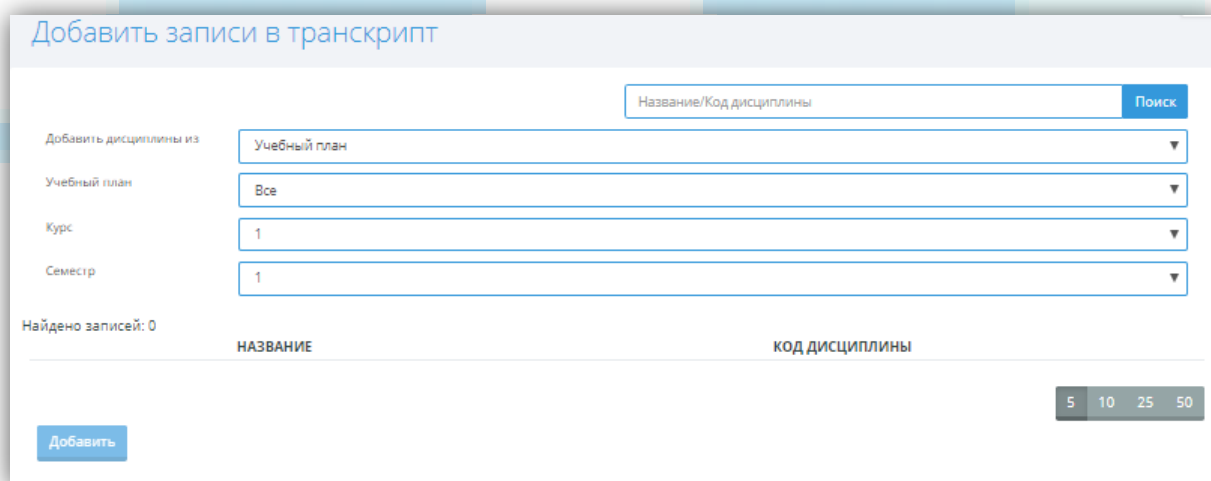 Добавить записи в транскрипт
Название/Код дисциплины Поиск
Добавить дисциплины из Учебный план
Учебный план Все
Курс 1
Семестр 1
Найдено записей: 0
НАЗВАНИЕ КОД ДИСЦИПЛИНЫ
5 10 25 50
Добавить